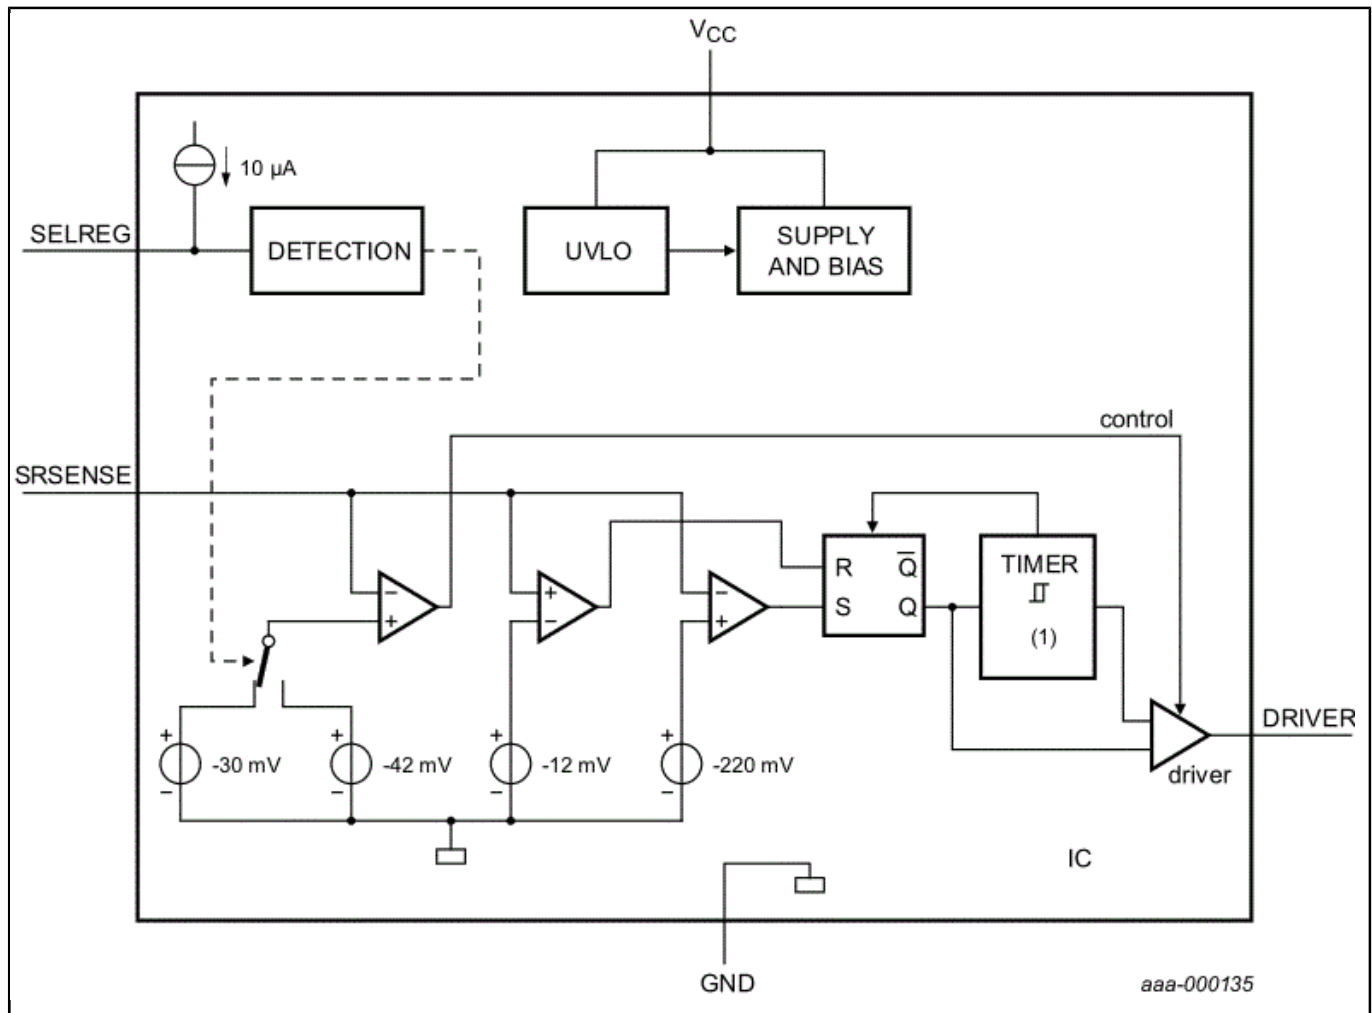 VCC
10 µA
SELREG
DETECTION
UVLO
SUPPLY
AND BIAS
control
SRSENSE
R
Q̅
S
Q
TIMER
(1)
−
+
+
−
−
+
+
-30 mV
−
+
-42 mV
−
+
-12 mV
−
+
-220 mV
−
DRIVER
driver
IC
GND
aaa-000135